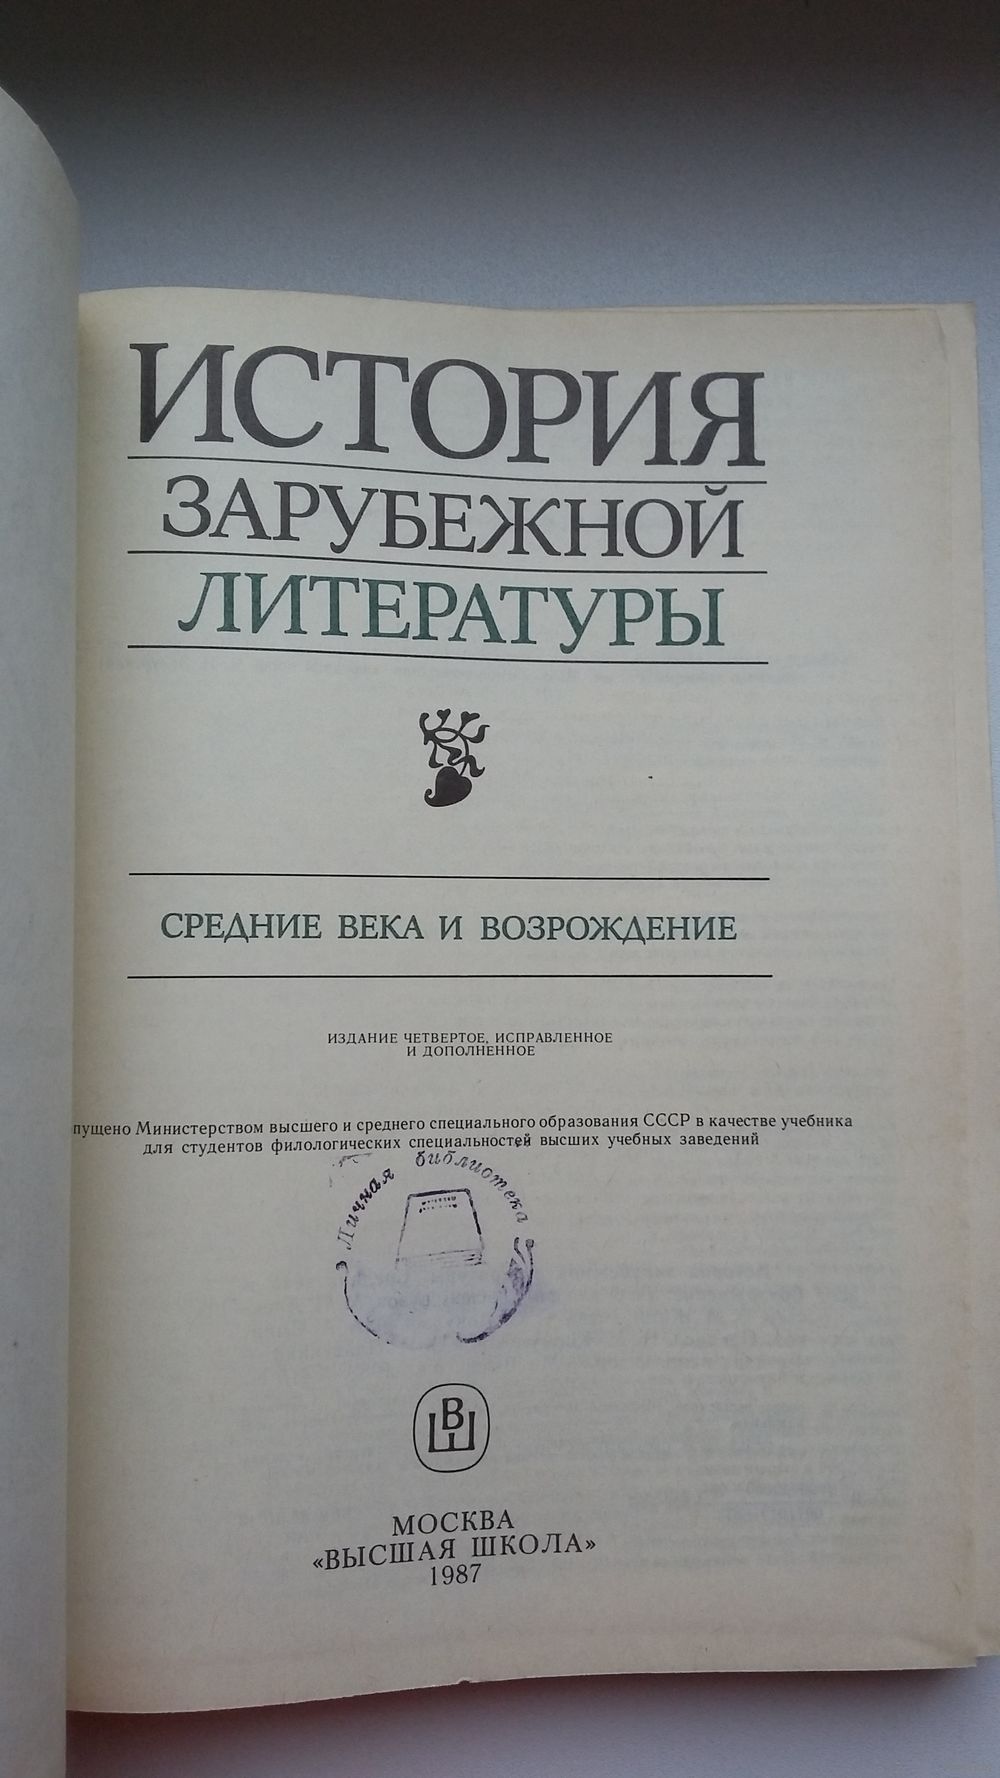 ИСТОРИЯ
ЗАРУБЕЖНОЙ
ЛИТЕРАТУРЫ
СРЕДНИЕ ВЕКА И ВОЗРОЖДЕНИЕ
ИЗДАНИЕ ЧЕТВЕРТОЕ, ИСПРАВЛЕННОЕ
И ДОПОЛНЕННОЕ
пущено Министерством высшего и среднего специального образования СССР в качестве учебника
для студентов филологических специальностей высших учебных заведений
Личная библиотека
ВШ
МОСКВА
«ВЫСШАЯ ШКОЛА»
1987